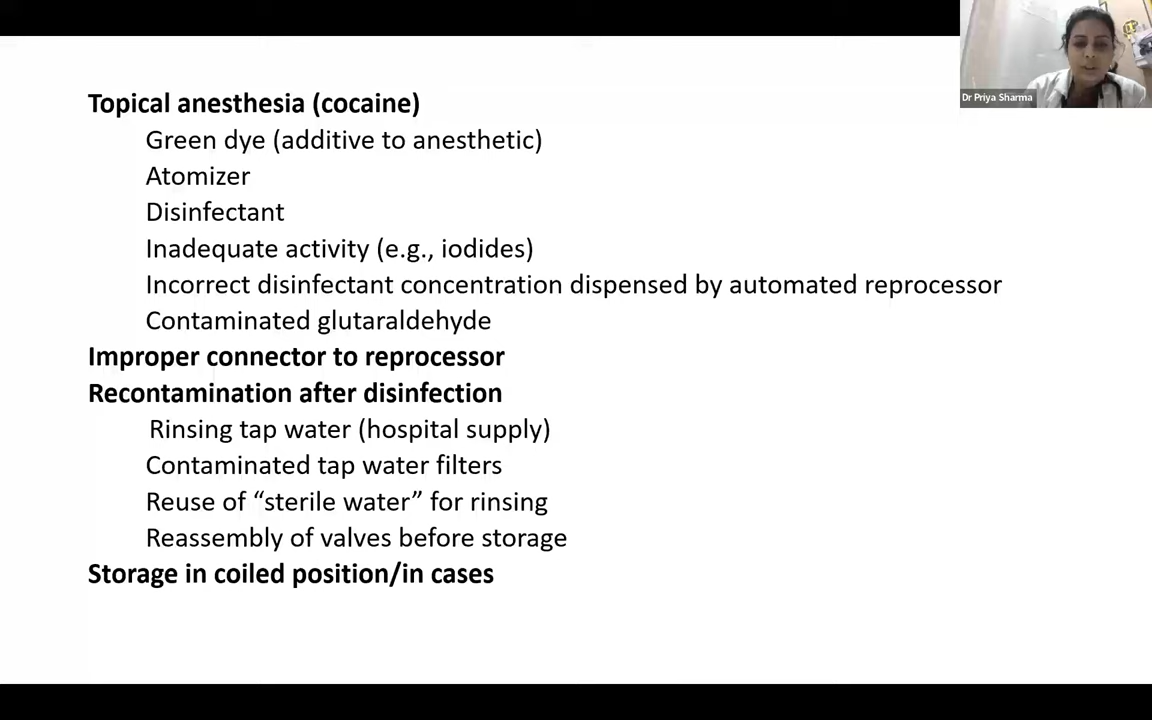 Dr Priya Sharma
Topical anesthesia (cocaine)
Green dye (additive to anesthetic)
Atomizer
Disinfectant
Inadequate activity (e.g., iodides)
Incorrect disinfectant concentration dispensed by automated reprocessor
Contaminated glutaraldehyde
Improper connector to reprocessor
Recontamination after disinfection
Rinsing tap water (hospital supply)
Contaminated tap water filters
Reuse of “sterile water” for rinsing
Reassembly of valves before storage
Storage in coiled position/in cases